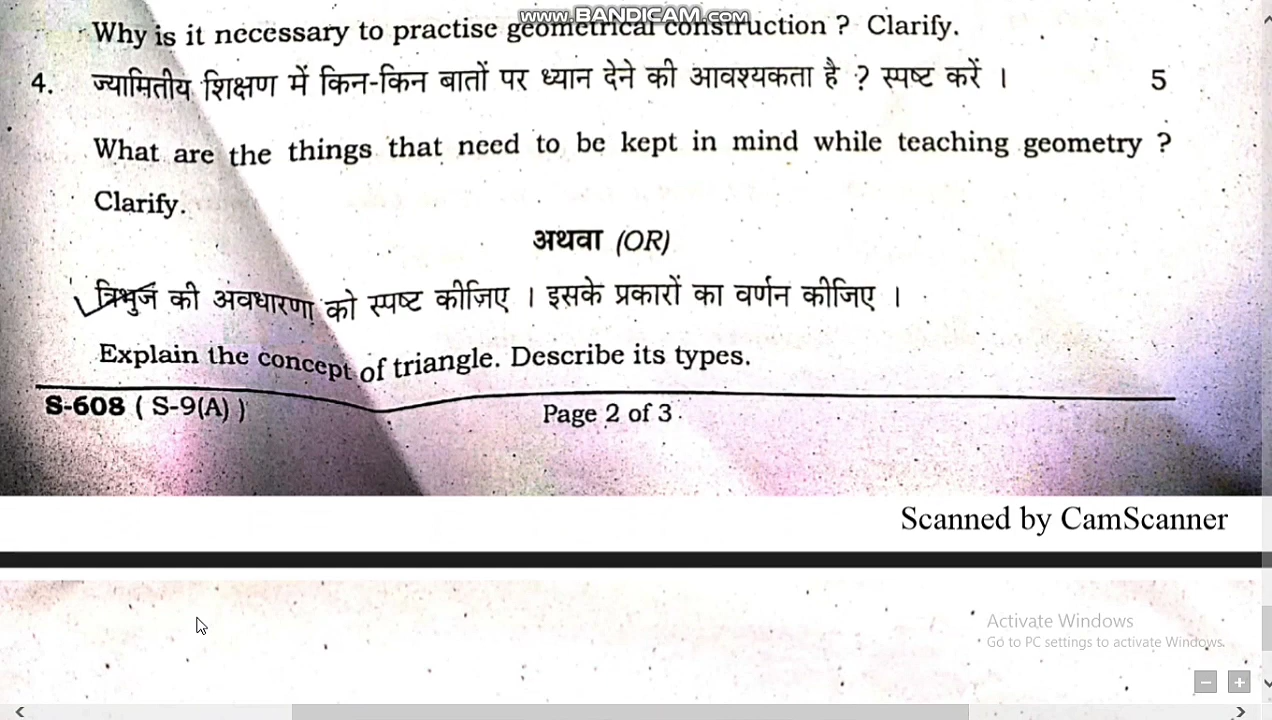 www.BANDICAM.com
Why is it necessary to practise geometrical construction ? Clarify.
4. ज्यामितीय शिक्षण में किन-किन बातों पर ध्यान देने की आवश्यकता है ? स्पष्ट करें । 5
What are the things that need to be kept in mind while teaching geometry ?
Clarify.
अथवा (OR)
त्रिभुज की अवधारणा को स्पष्ट कीजिए । इसके प्रकारों का वर्णन कीजिए ।
Explain the concept of triangle. Describe its types.
S-608 ( S-9(A) ) Page 2 of 3
Scanned by CamScanner
Activate Windows
Go to PC settings to activate Windows.